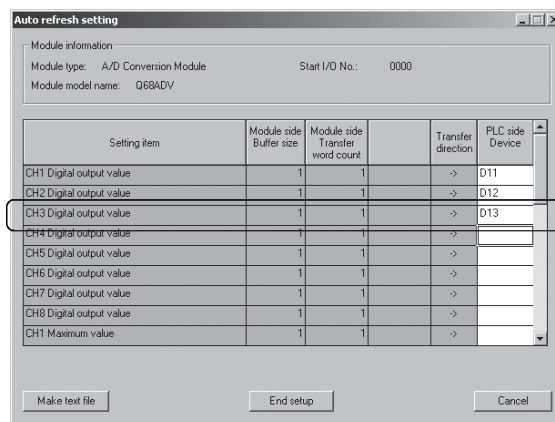 Auto refresh setting
Module information
Module type: A/D Conversion Module Start I/O No.: 0000
Module model name: Q68ADV
Setting item Module side Buffer size Module side Transfer word count Transfer direction PLC side Device
CH1 Digital output value 1 1 -> D11
CH2 Digital output value 1 1 -> D12
CH3 Digital output value 1 1 -> D13
CH4 Digital output value 1 1 ->
CH5 Digital output value 1 1 ->
CH6 Digital output value 1 1 ->
CH7 Digital output value 1 1 ->
CH8 Digital output value 1 1 ->
CH1 Maximum value 1 1 ->
Make text file End setup Cancel